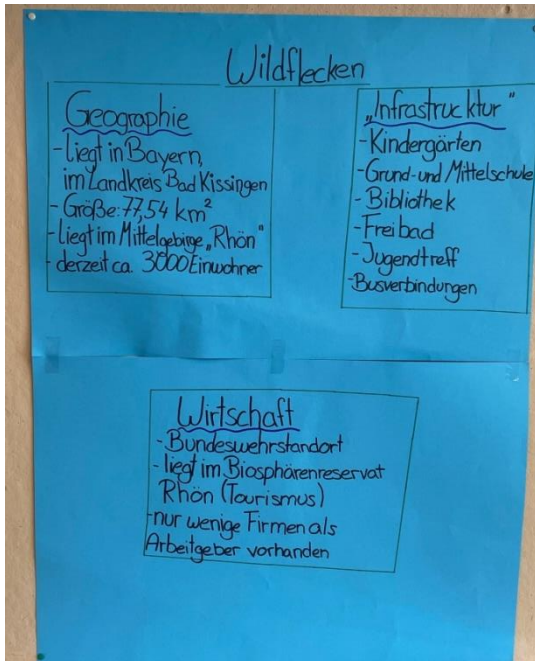 Wildflecken
Geographie
- liegt in Bayern,
im Landkreis Bad Kissingen
- Größe: 77,54 km²
- liegt im Mittelgebirge „Rhön"
- derzeit ca. 3000 Einwohner
„Infrastrucktur"
- Kindergärten
- Grund- und Mittelschule
- Bibliothek
- Freibad
- Jugendtreff
- Busverbindungen
Wirtschaft
- Bundeswehrstandort
- liegt im Biosphärenreservat
Rhön (Tourismus)
- nur wenige Firmen als
Arbeitgeber vorhanden